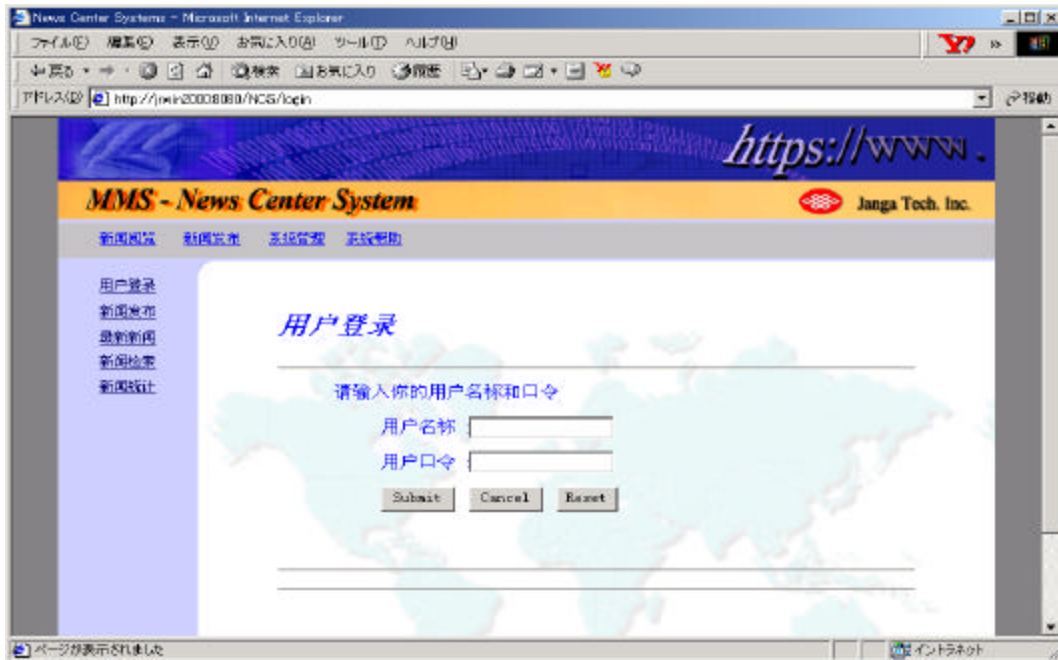 News Center Systems - Microsoft Internet Explorer
ファイル(F) 編集(E) 表示(V) お気に入り(A) ツール(T) ヘルプ(H)
戻る 検索 お気に入り 履歴
アドレス(D) http://jrwin2000:8080/NCS/login 移動
https://www.
MMS - News Center System
Janga Tech. Inc.
新闻阅览 新闻发布 系统管理 系统帮助
用户登录
新闻发布
最新新闻
新闻检索
新闻统计
用户登录
请输入你的用户名称和口令
用户名称 :
用户口令 :
Submit Cancel Reset
ページが表示されました イントラネット